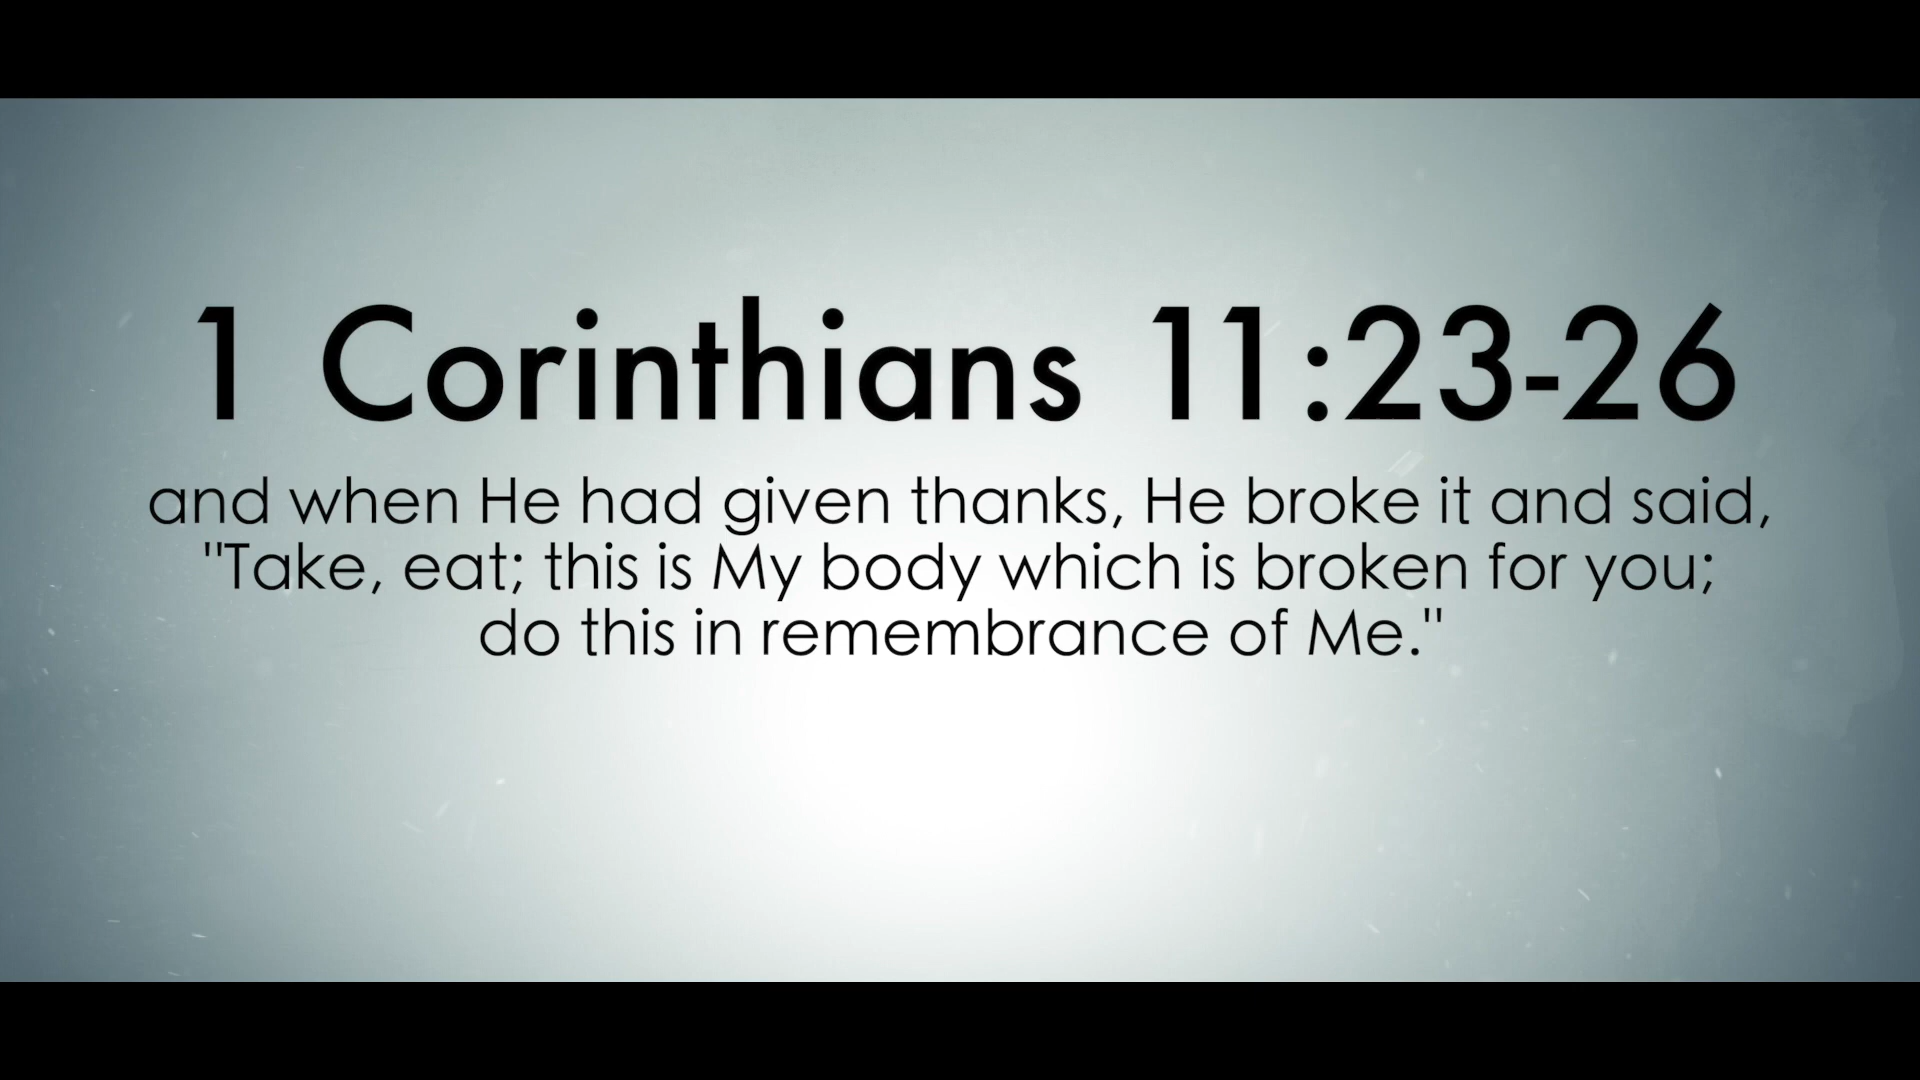 1 Corinthians 11:23-26
and when He had given thanks, He broke it and said,
"Take, eat; this is My body which is broken for you;
do this in remembrance of Me."